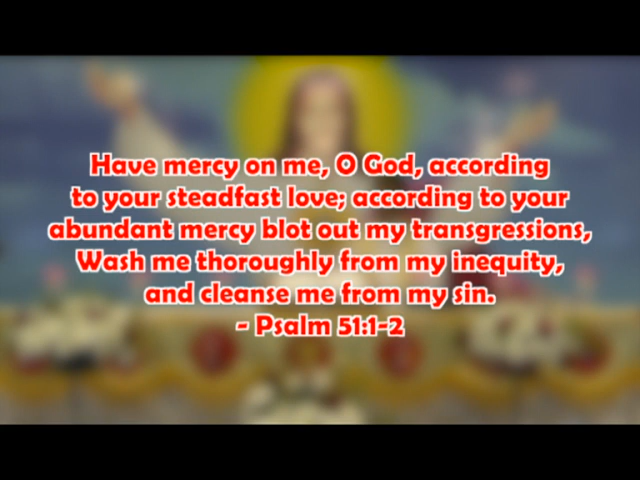 Have mercy on me, O God, according
to your steadfast love; according to your
abundant mercy blot out my transgressions,
Wash me thoroughly from my inequity,
and cleanse me from my sin.
- Psalm 51:1-2